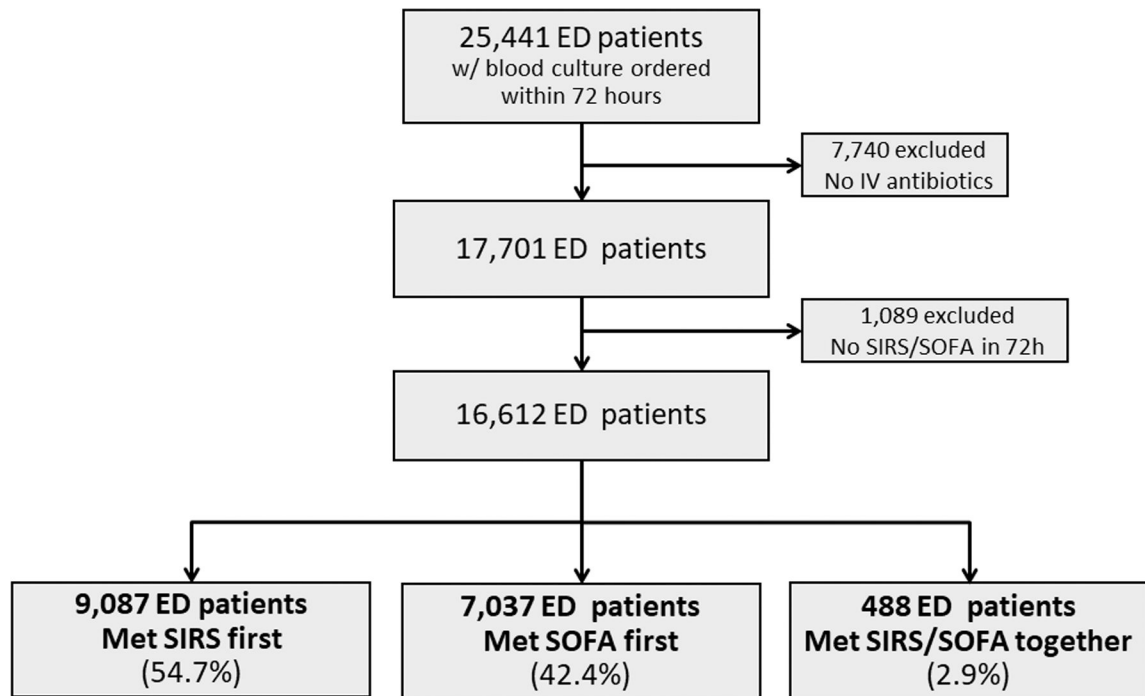 25,441 ED patients
w/ blood culture ordered
within 72 hours
7,740 excluded
No IV antibiotics
17,701 ED patients
1,089 excluded
No SIRS/SOFA in 72h
16,612 ED patients
9,087 ED patients
Met SIRS first
(54.7%)
7,037 ED patients
Met SOFA first
(42.4%)
488 ED patients
Met SIRS/SOFA together
(2.9%)